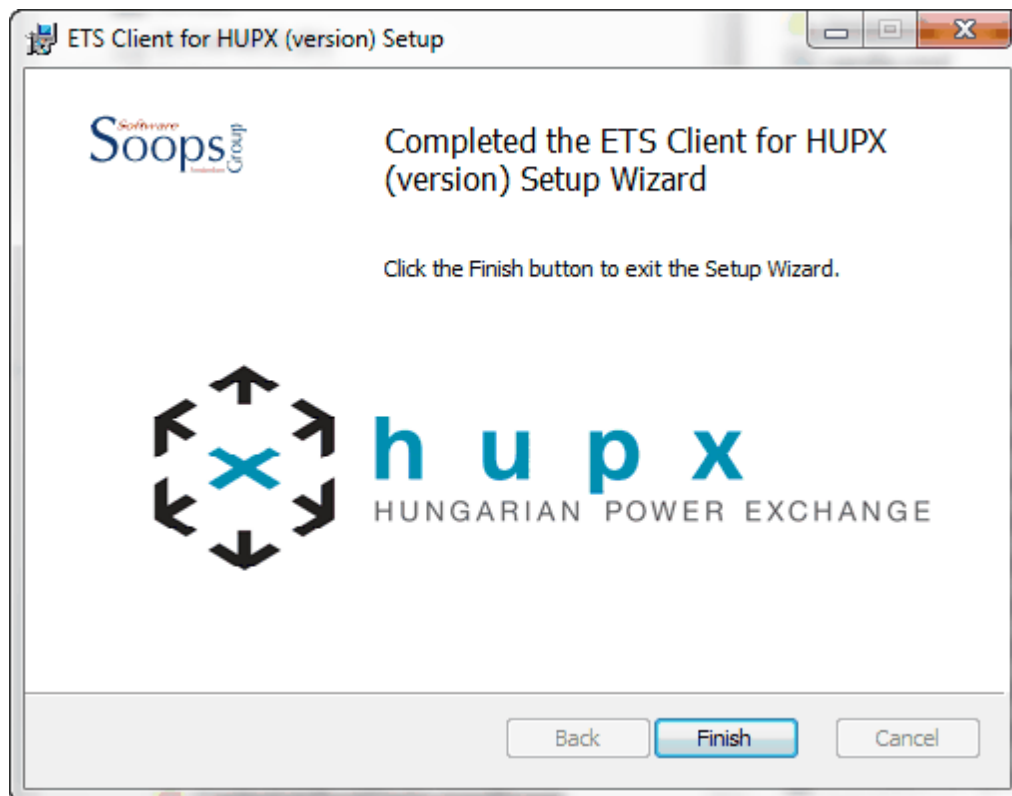 ETS Client for HUPX (version) Setup
Software
Soops
Group
Amsterdam
Completed the ETS Client for HUPX
(version) Setup Wizard
Click the Finish button to exit the Setup Wizard.
hupx
HUNGARIAN POWER EXCHANGE
Back
Finish
Cancel